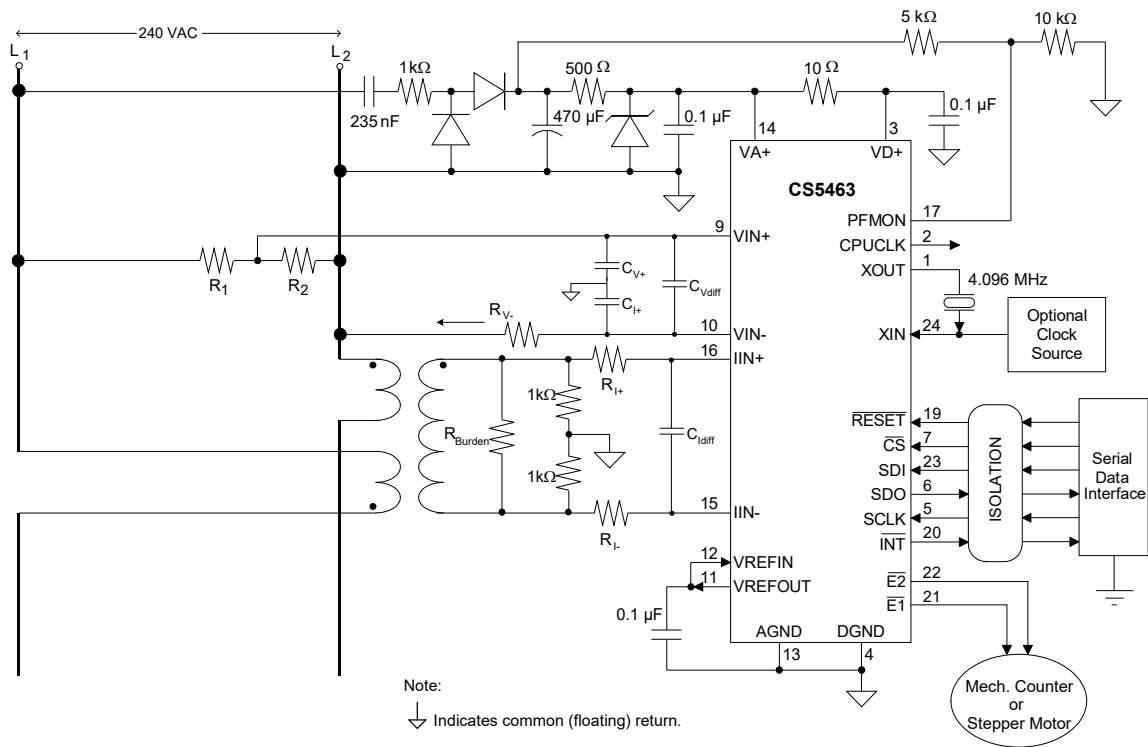 240 VAC
L1
L2
5 kΩ
10 kΩ
1kΩ
500 Ω
10 Ω
235 nF
470 µF
0.1 µF
0.1 µF
14
3
VA+
VD+
CS5463
PFMON
17
CPUCLK
2
XOUT
1
4.096 MHz
XIN
24
Optional
Clock
Source
9
VIN+
R1
R2
CV+
CI+
CVdiff
RV-
10
VIN-
16
IIN+
RI+
1kΩ
RBurden
CIdiff
1kΩ
15
IIN-
RI-
RESET
19
CS
7
SDI
23
SDO
6
SCLK
5
INT
20
ISOLATION
Serial
Data
Interface
12
VREFIN
11
VREFOUT
0.1 µF
E2
22
E1
21
AGND
DGND
13
4
Mech. Counter
or
Stepper Motor
Note:
Indicates common (floating) return.